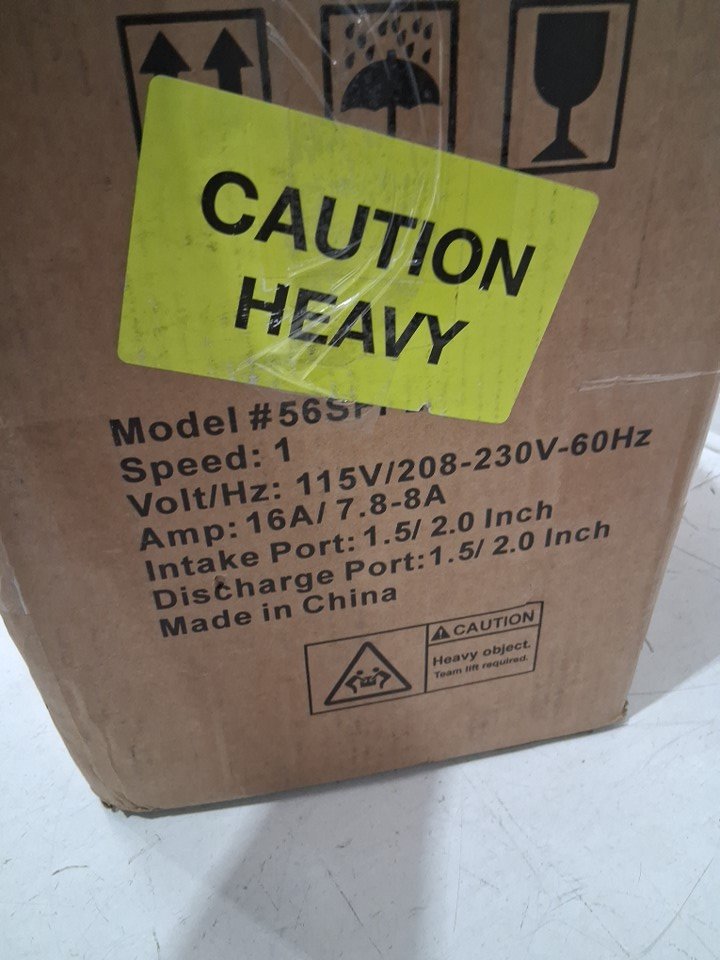 CAUTION
HEAVY
Model #
Speed: 1
Volt/Hz: 115V/208-230V-60Hz
Amp: 16A/ 7.8-8A
Intake Port: 1.5/ 2.0 Inch
Discharge Port:1.5/ 2.0 Inch
Made in China
CAUTION
Heavy object.
Team lift required.